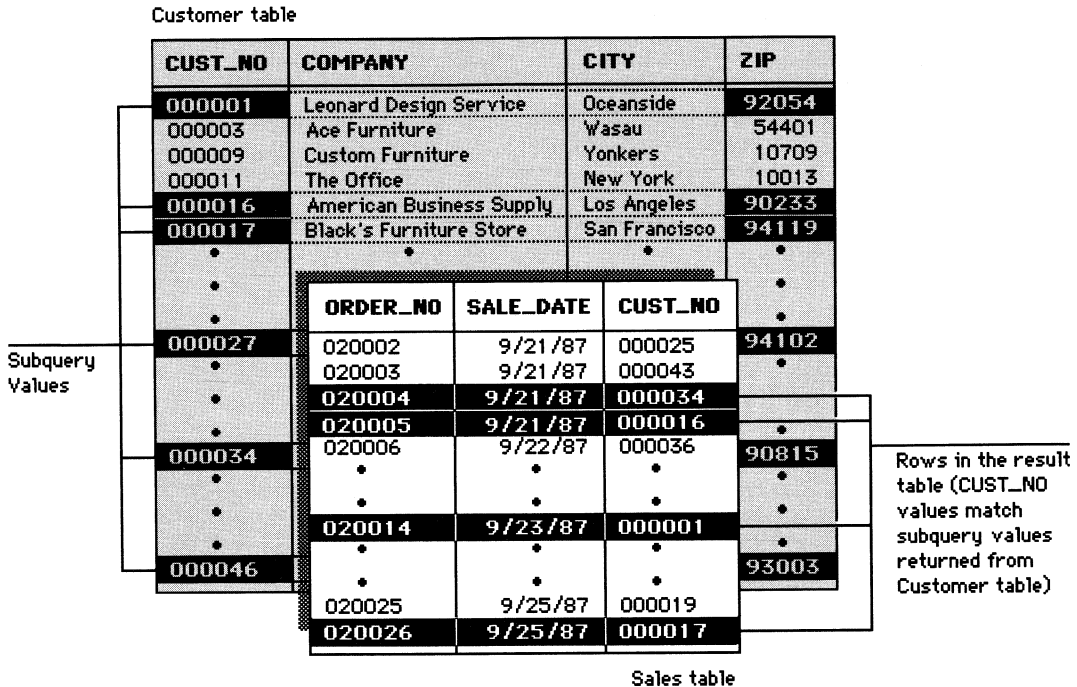 Customer table
CUST_NO COMPANY CITY ZIP
000001 Leonard Design Service Oceanside 92054
000003 Ace Furniture Wasau 54401
000009 Custom Furniture Yonkers 10709
000011 The Office New York 10013
000016 American Business Supply Los Angeles 90233
000017 Black's Furniture Store San Francisco 94119
000027 94102
000034 90815
000046 93003
Subquery
Values
ORDER_NO SALE_DATE CUST_NO
020002 9/21/87 000025
020003 9/21/87 000043
020004 9/21/87 000034
020005 9/21/87 000016
020006 9/22/87 000036
020014 9/23/87 000001
020025 9/25/87 000019
020026 9/25/87 000017
Rows in the result
table (CUST_NO
values match
subquery values
returned from
Customer table)
Sales table